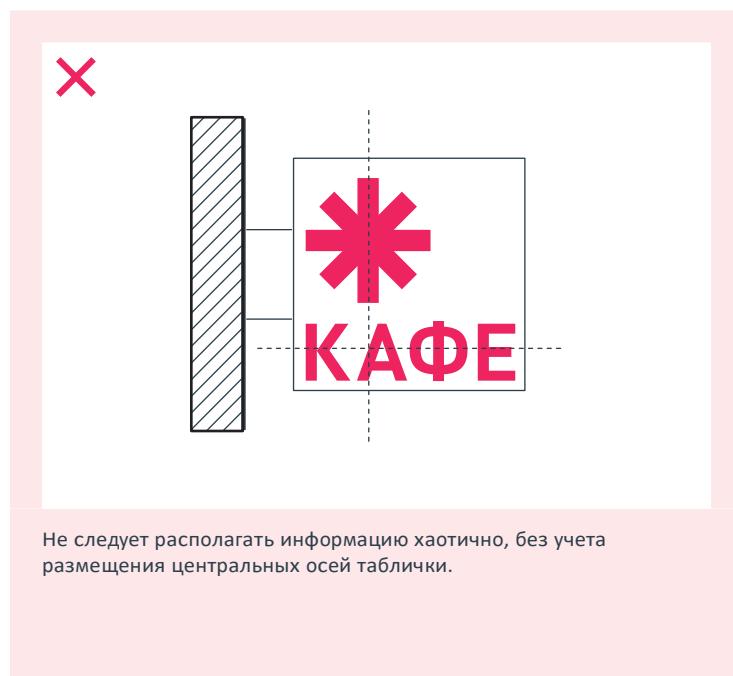 КАФЕ
Не следует располагать информацию хаотично, без учета
размещения центральных осей таблички.